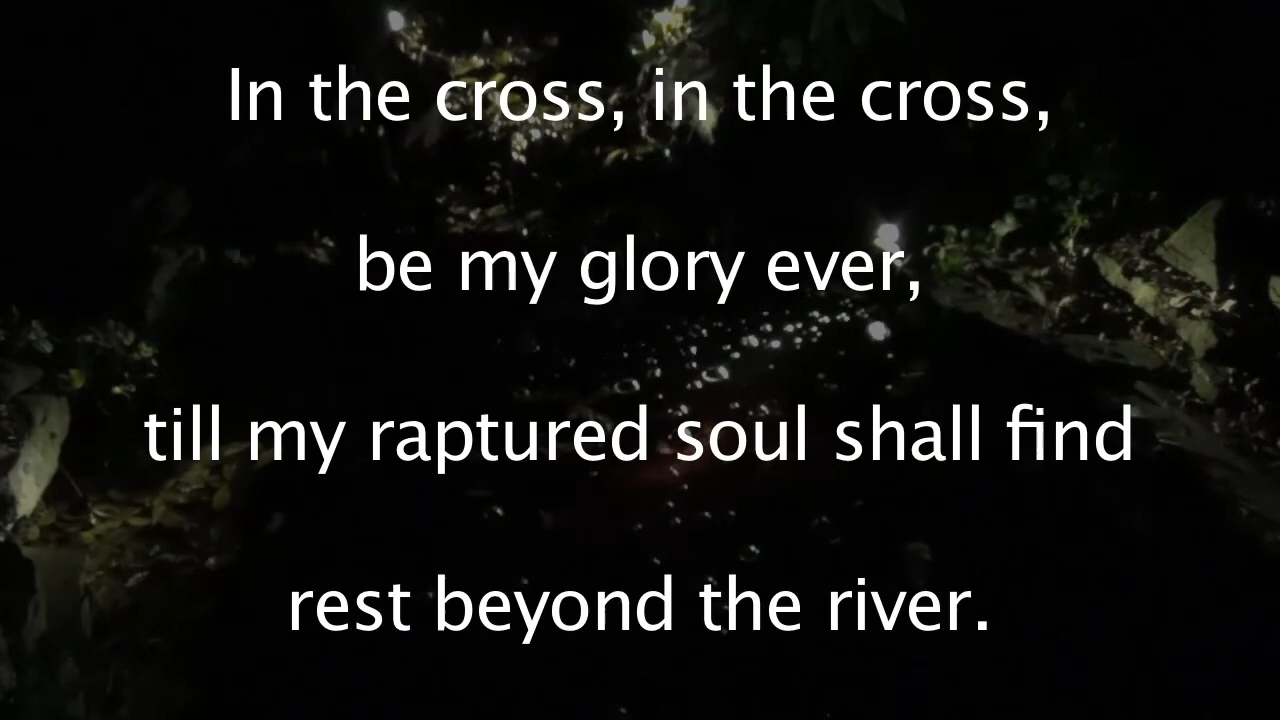 In the cross, in the cross,
be my glory ever,
till my raptured soul shall find
rest beyond the river.